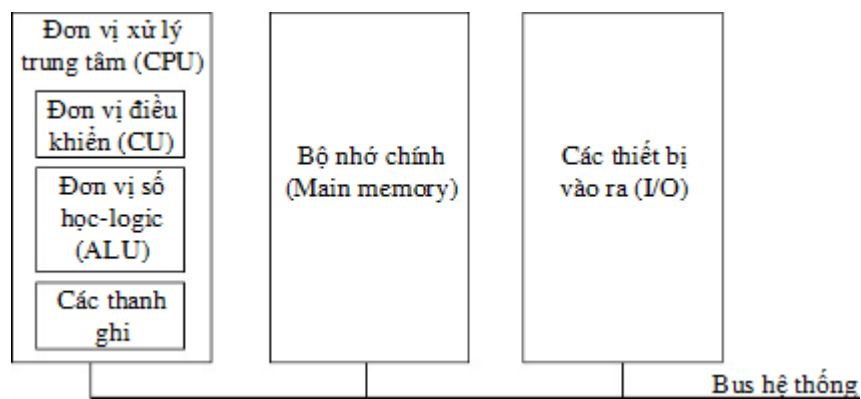 Đơn vị xử lý
trung tâm (CPU)
Đơn vị điều
khiển (CU)
Đơn vị số
học-logic
(ALU)
Các thanh
ghi
Bộ nhớ chính
(Main memory)
Các thiết bị
vào ra (I/O)
Bus hệ thống